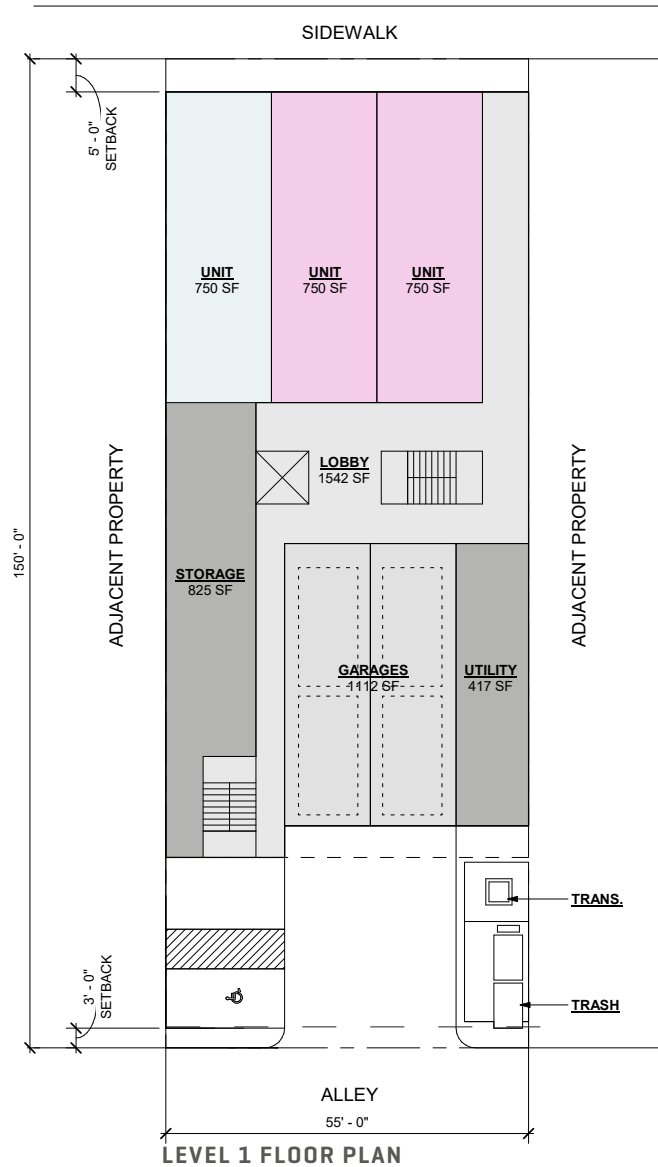 SIDEWALK
5' - 0"
SETBACK
UNIT
750 SF
UNIT
750 SF
UNIT
750 SF
LOBBY
1542 SF
ADJACENT PROPERTY
ADJACENT PROPERTY
150' - 0"
STORAGE
825 SF
GARAGES
1112 SF
UTILITY
417 SF
TRANS.
TRASH
3' - 0"
SETBACK
ALLEY
55' - 0"
LEVEL 1 FLOOR PLAN